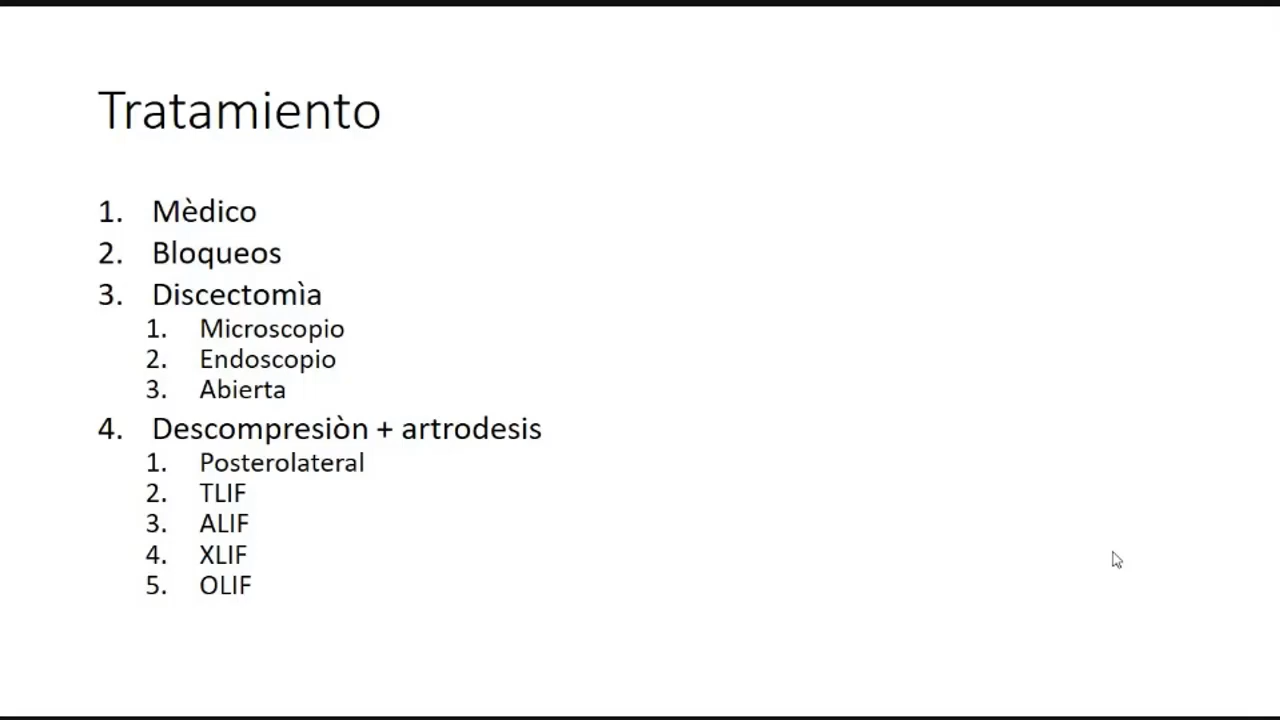 Tratamiento
1. Mèdico
2. Bloqueos
3. Discectomìa
1. Microscopio
2. Endoscopio
3. Abierta
4. Descompresiòn + artrodesis
1. Posterolateral
2. TLIF
3. ALIF
4. XLIF
5. OLIF